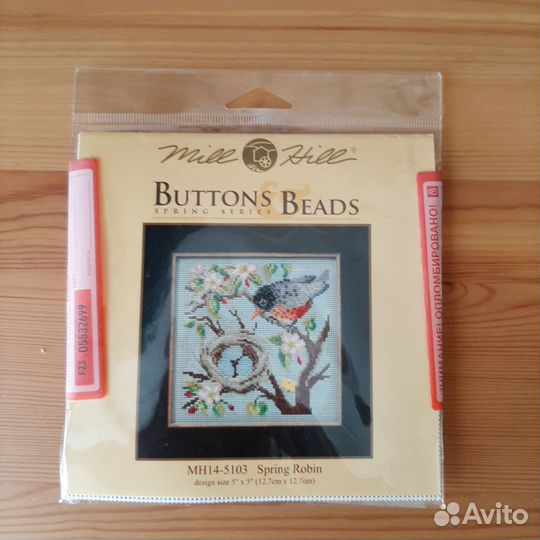 Mill Hill®
BUTTONS & BEADS
SPRING SERIES
F23 05632699
ВНИМАНИЕ! ОПЛОМБИРОВАНО!
MH14-5103 Spring Robin
design size 5" x 5" (12.7cm x 12.7cm)
Avito